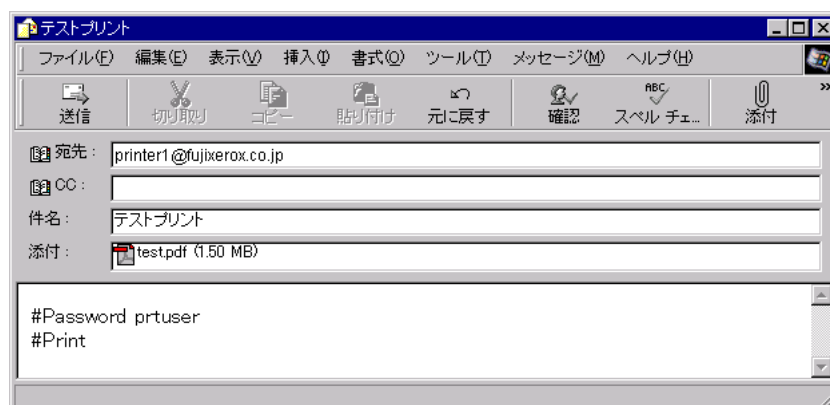 テストプリント
ファイル(F) 編集(E) 表示(V) 挿入(I) 書式(O) ツール(T) メッセージ(M) ヘルプ(H)
送信 切り取り コピー 貼り付け 元に戻す 確認 ABC スペル チェ... 添付 »
宛先: printer1@fujixerox.co.jp
CC:
件名: テストプリント
添付: test.pdf (1.50 MB)
#Password prtuser
#Print